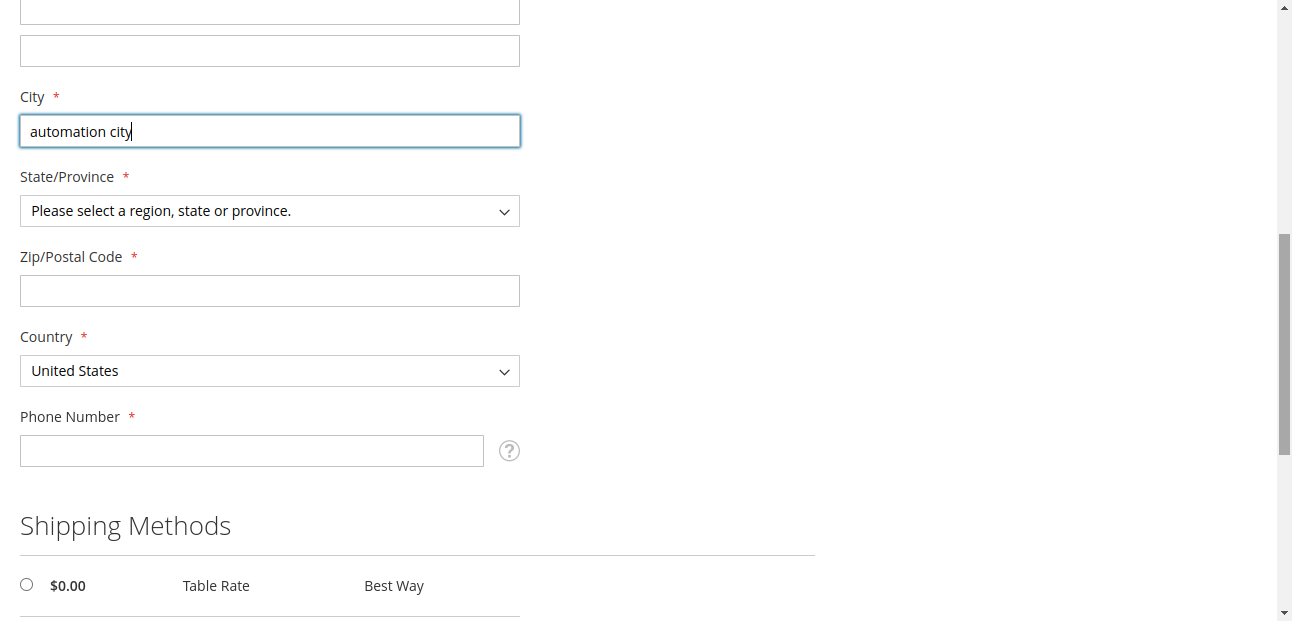 City *
automation city
State/Province *
Please select a region, state or province.
Zip/Postal Code *
Country *
United States
Phone Number *
?
Shipping Methods
$0.00 Table Rate Best Way